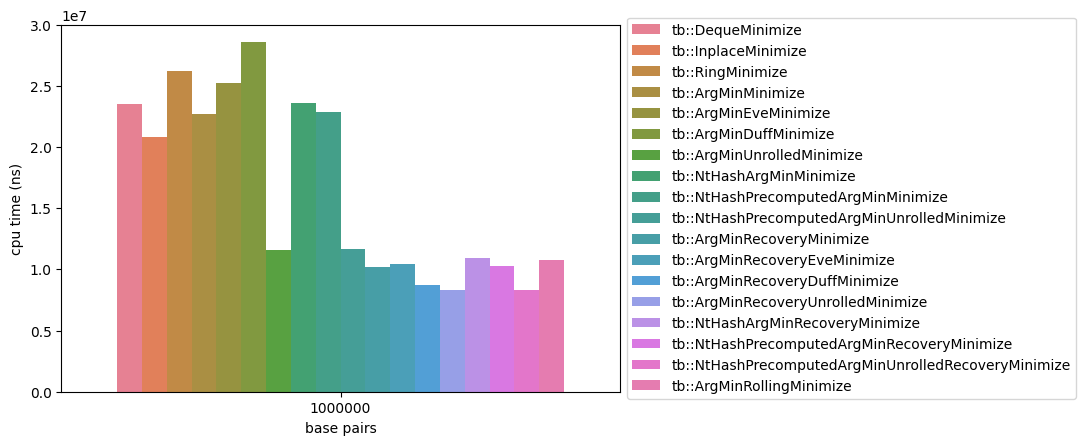 1e7
3.0
2.5
2.0
1.5
1.0
0.5
0.0
cpu time (ns)
1000000
base pairs
tb::DequeMinimize
tb::InplaceMinimize
tb::RingMinimize
tb::ArgMinMinimize
tb::ArgMinEveMinimize
tb::ArgMinDuffMinimize
tb::ArgMinUnrolledMinimize
tb::NtHashArgMinMinimize
tb::NtHashPrecomputedArgMinMinimize
tb::NtHashPrecomputedArgMinUnrolledMinimize
tb::ArgMinRecoveryMinimize
tb::ArgMinRecoveryEveMinimize
tb::ArgMinRecoveryDuffMinimize
tb::ArgMinRecoveryUnrolledMinimize
tb::NtHashArgMinRecoveryMinimize
tb::NtHashPrecomputedArgMinRecoveryMinimize
tb::NtHashPrecomputedArgMinUnrolledRecoveryMinimize
tb::ArgMinRollingMinimize